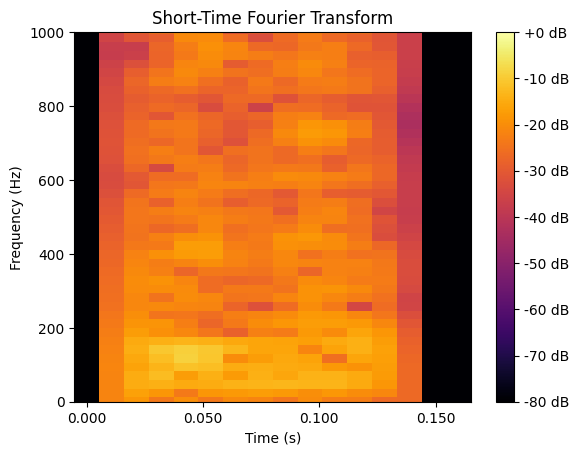 Short-Time Fourier Transform
1000
800
600
400
200
0
Frequency (Hz)
0.000
0.050
0.100
0.150
Time (s)
+0 dB
-10 dB
-20 dB
-30 dB
-40 dB
-50 dB
-60 dB
-70 dB
-80 dB